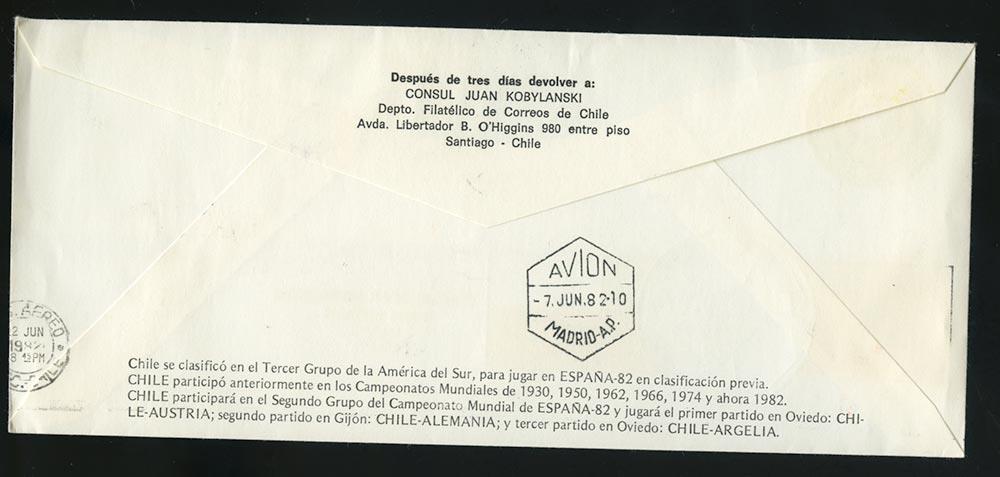 Después de tres días devolver a:
CONSUL JUAN KOBYLANSKI
Depto. Filatélico de Correos de Chile
Avda. Libertador B. O'Higgins 980 entre piso
Santiago - Chile
AVION
-7.JUN.82-10
MADRID-A.P.
AEREO
2 JUN
1982
Chile se clasificó en el Tercer Grupo de la América del Sur, para jugar en ESPAÑA-82 en clasificación previa.
CHILE participó anteriormente en los Campeonatos Mundiales de 1930, 1950, 1962, 1966, 1974 y ahora 1982.
CHILE participará en el Segundo Grupo del Campeonato Mundial de ESPAÑA-82 y jugará el primer partido en Oviedo: CHI-
LE-AUSTRIA; segundo partido en Gijón: CHILE-ALEMANIA; y tercer partido en Oviedo: CHILE-ARGELIA.